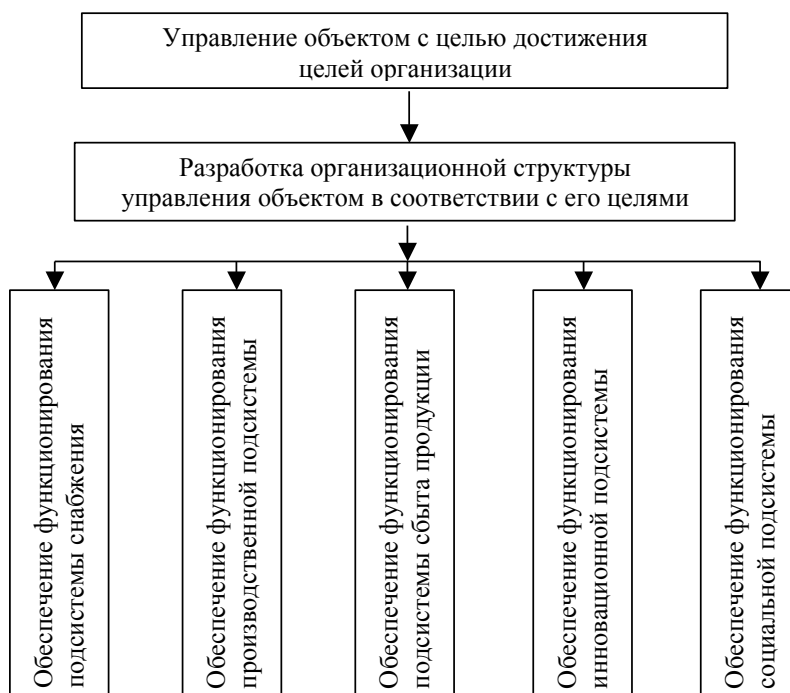 Управление объектом с целью достижения
целей организации
Разработка организационной структуры
управления объектом в соответствии с его целями
Обеспечение функционирования
подсистемы снабжения
Обеспечение функционирования
производственной подсистемы
Обеспечение функционирования
подсистемы сбыта продукции
Обеспечение функционирования
инновационной подсистемы
Обеспечение функционирования
социальной подсистемы